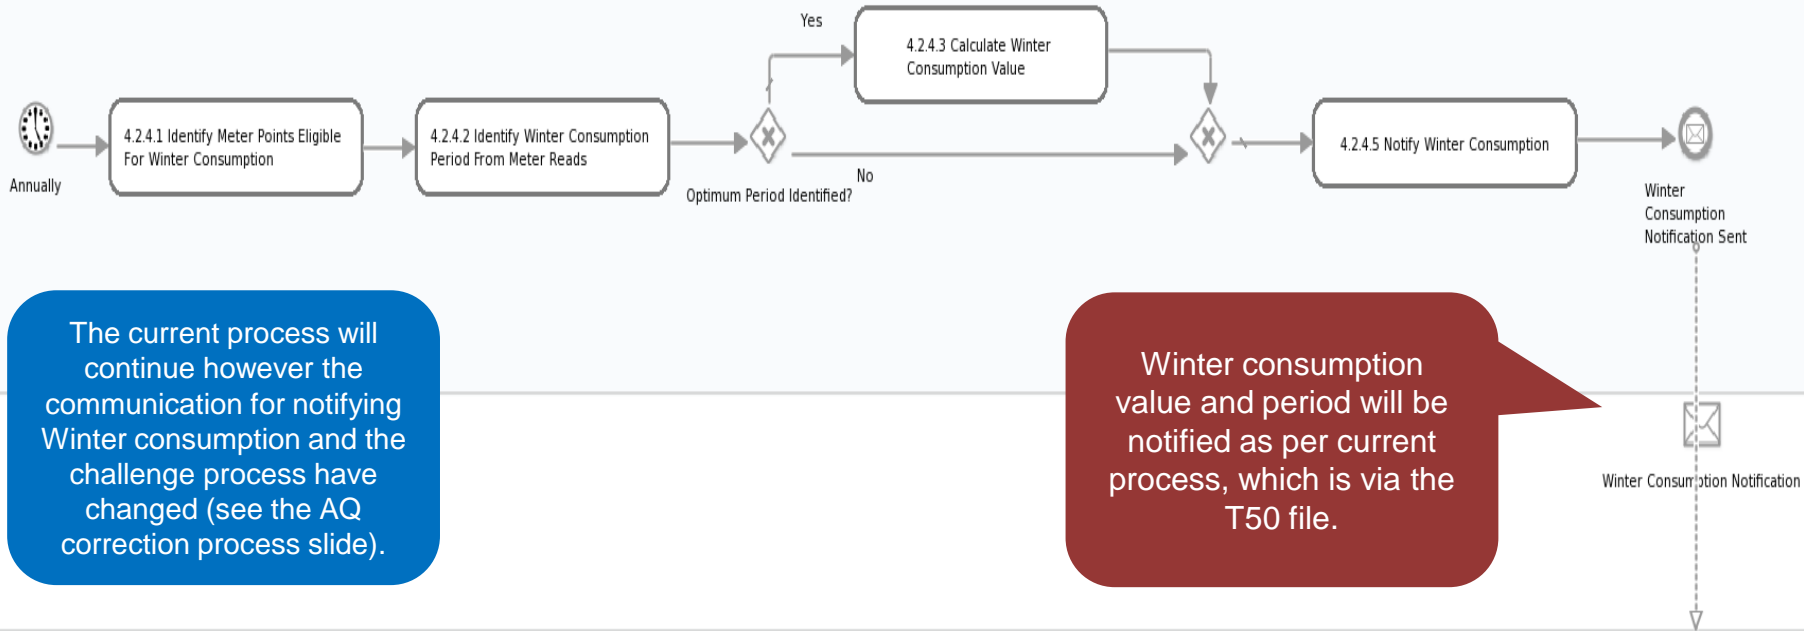 Yes
4.2.4.3 Calculate Winter
Consumption Value
4.2.4.1 Identify Meter Points Eligible
For Winter Consumption
4.2.4.2 Identify Winter Consumption
Period From Meter Reads
4.2.4.5 Notify Winter Consumption
Annually
No
Optimum Period Identified?
Winter
Consumption
Notification Sent
The current process will
continue however the
communication for notifying
Winter consumption and the
challenge process have
changed (see the AQ
correction process slide).
Winter consumption
value and period will be
notified as per current
process, which is via the
T50 file.
Winter Consumption Notification